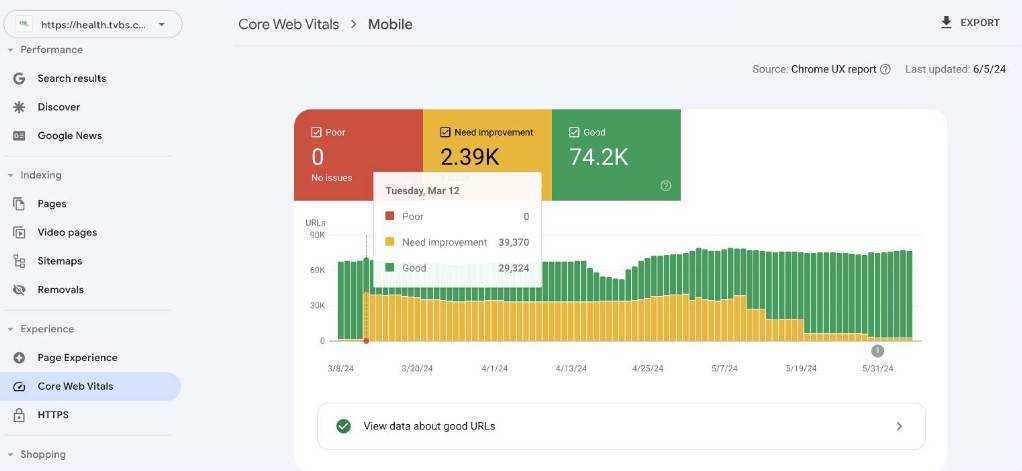 https://health.tvbs.c...
Performance
Search results
Discover
Google News
Indexing
Pages
Video pages
Sitemaps
Removals
Experience
Page Experience
Core Web Vitals
HTTPS
Shopping
Core Web Vitals > Mobile
EXPORT
Source: Chrome UX report Last updated: 6/5/24
Poor
0
No issues
Need improvement
2.39K
Good
74.2K
Tuesday, Mar 12
Poor 0
Need improvement 39,370
Good 29,324
URLs
90K
60K
30K
0
3/8/24 3/20/24 4/1/24 4/13/24 4/25/24 5/7/24 5/19/24 5/31/24
1
View data about good URLs